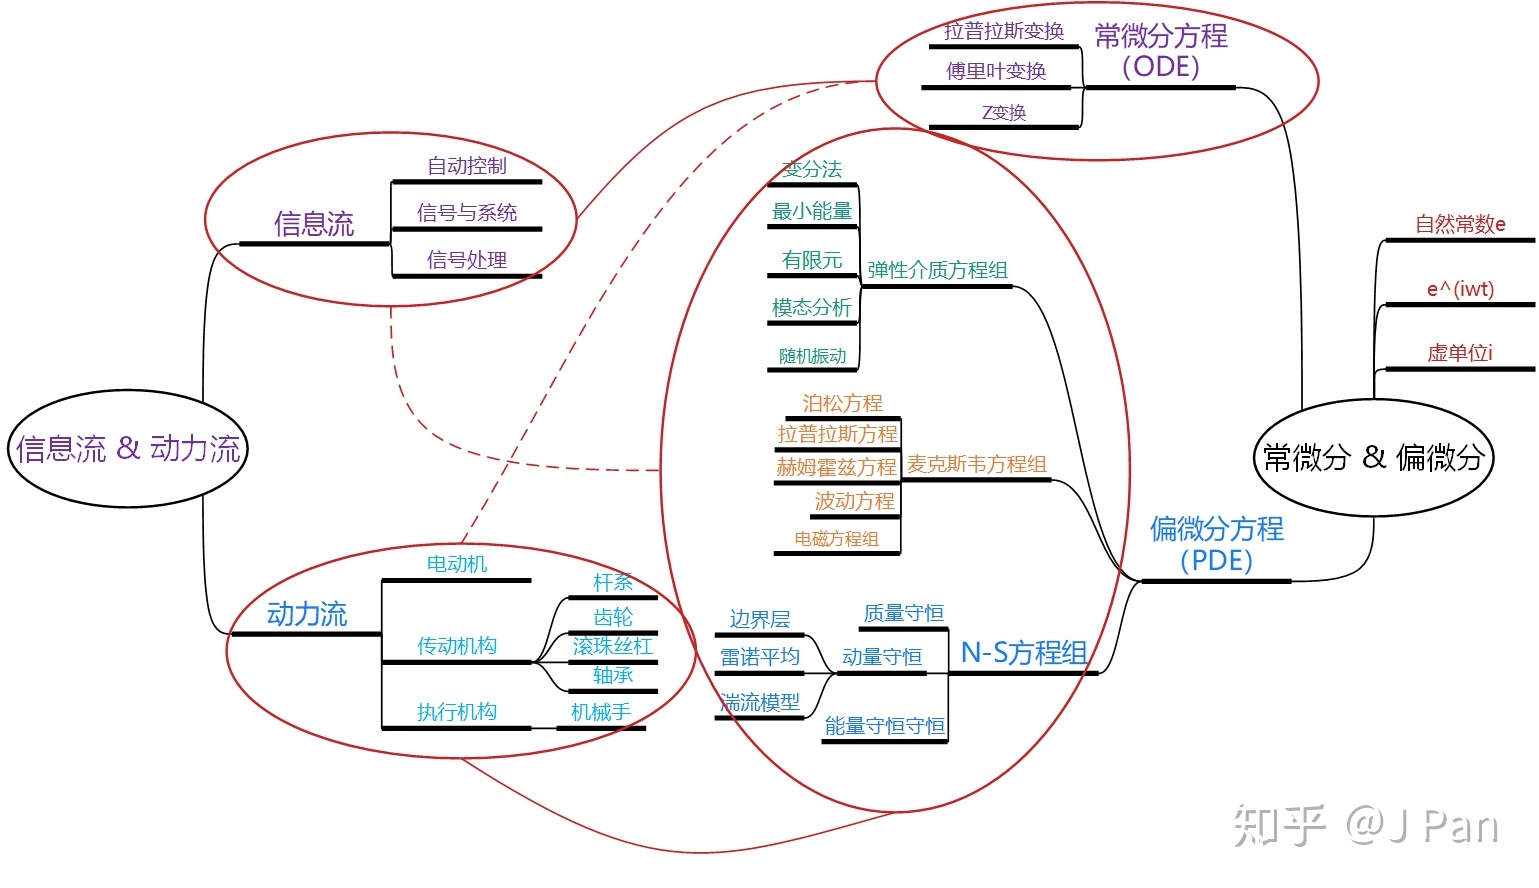 信息流 & 动力流
信息流
自动控制
信号与系统
信号处理
动力流
电动机
传动机构
杆系
齿轮
滚珠丝杠
轴承
执行机构
机械手
常微分 & 偏微分
常微分方程
（ODE）
拉普拉斯变换
傅里叶变换
Z变换
自然常数e
e^(iwt)
虚单位i
偏微分方程
（PDE）
弹性介质方程组
变分法
最小能量
有限元
模态分析
随机振动
麦克斯韦方程组
泊松方程
拉普拉斯方程
赫姆霍兹方程
波动方程
电磁方程组
N-S方程组
质量守恒
动量守恒
边界层
雷诺平均
湍流模型
能量守恒守恒
知乎 @J Pan